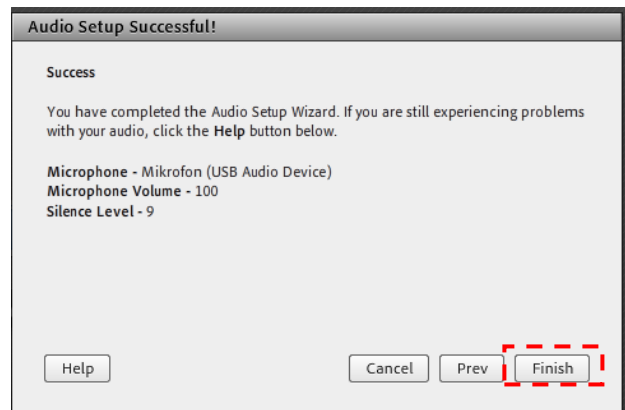 Audio Setup Successful!
Success
You have completed the Audio Setup Wizard. If you are still experiencing problems
with your audio, click the Help button below.
Microphone - Mikrofon (USB Audio Device)
Microphone Volume - 100
Silence Level - 9
Help Cancel Prev Finish